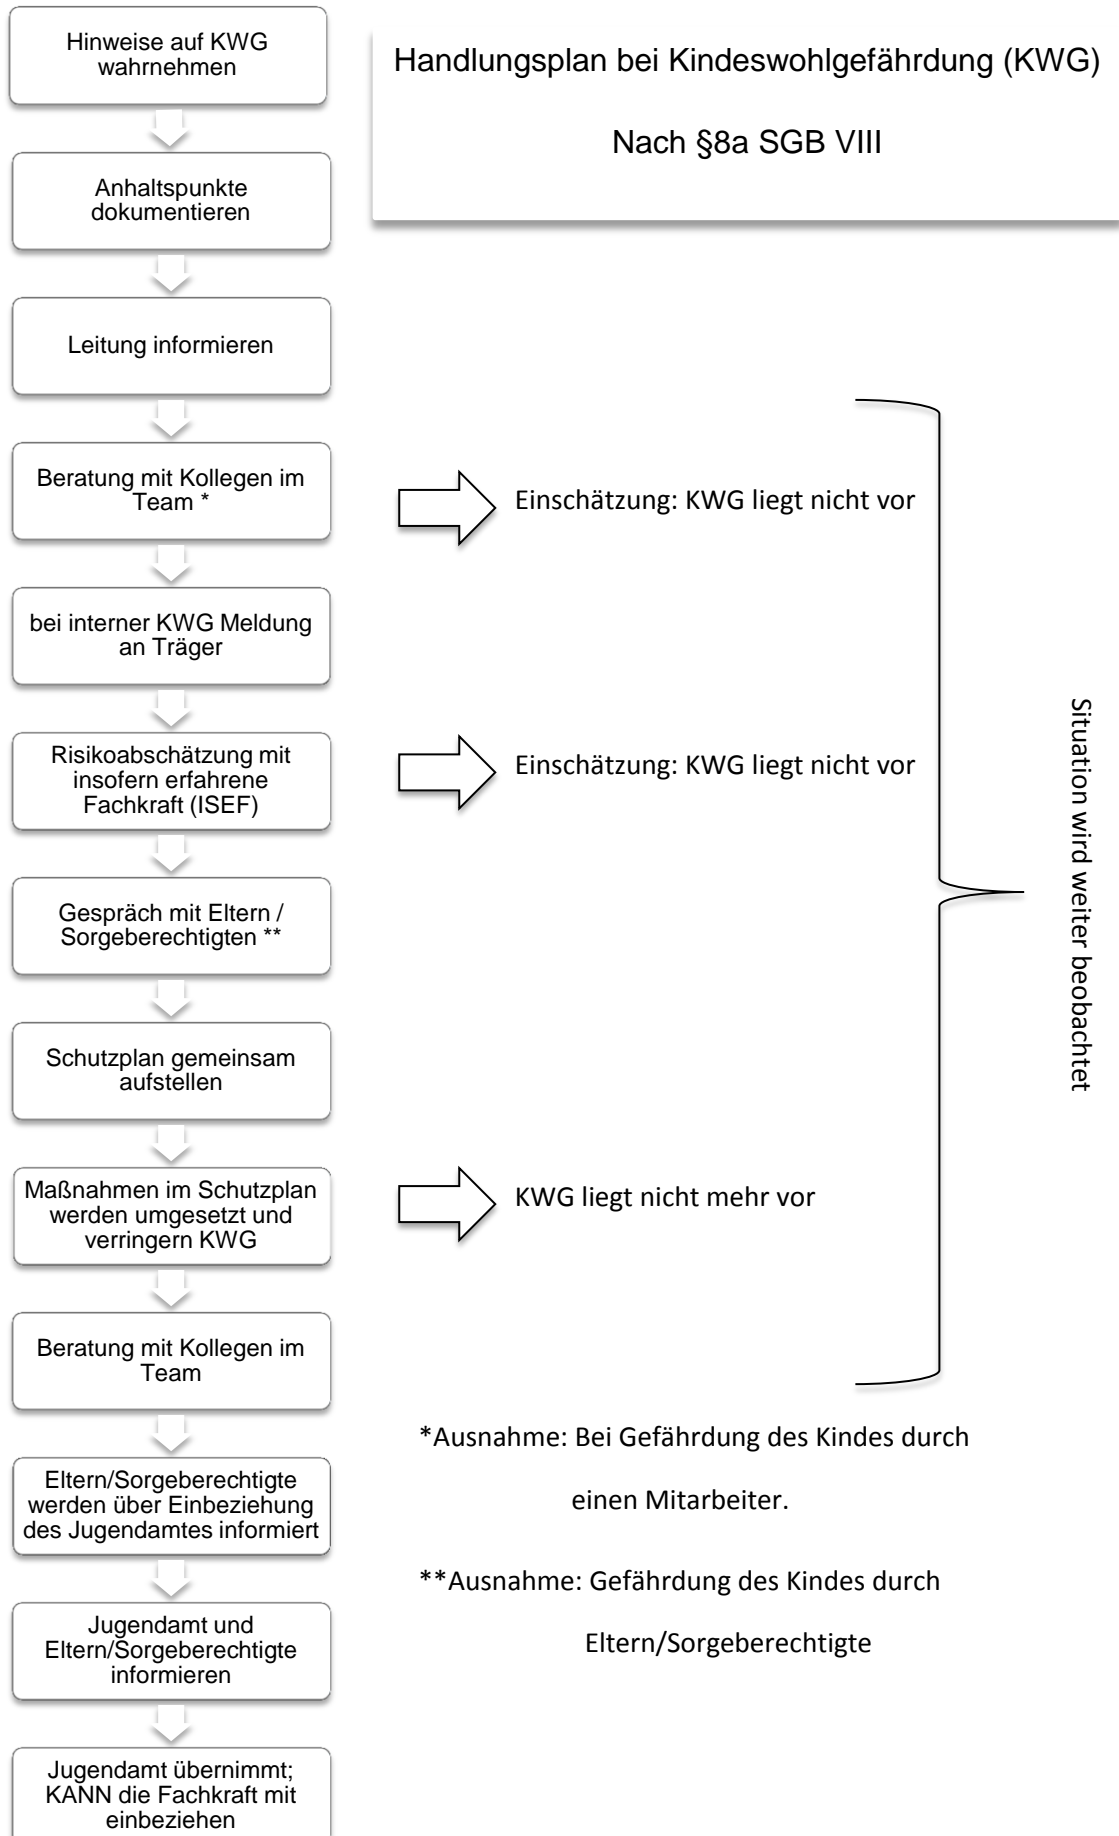 Hinweise auf KWG
wahrnehmen
Handlungsplan bei Kindeswohlgefährdung (KWG)
Nach §8a SGB VIII
Anhaltspunkte
dokumentieren
Leitung informieren
Beratung mit Kollegen im
Team *
Einschätzung: KWG liegt nicht vor
bei interner KWG Meldung
an Träger
Risikoabschätzung mit
insofern erfahrene
Fachkraft (ISEF)
Einschätzung: KWG liegt nicht vor
Gespräch mit Eltern /
Sorgeberechtigten **
Schutzplan gemeinsam
aufstellen
Maßnahmen im Schutzplan
werden umgesetzt und
verringern KWG
KWG liegt nicht mehr vor
Situation wird weiter beobachtet
Beratung mit Kollegen im
Team
Eltern/Sorgeberechtigte
werden über Einbeziehung
des Jugendamtes informiert
Jugendamt und
Eltern/Sorgeberechtigte
informieren
Jugendamt übernimmt;
KANN die Fachkraft mit
einbeziehen
*Ausnahme: Bei Gefährdung des Kindes durch
einen Mitarbeiter.
**Ausnahme: Gefährdung des Kindes durch
Eltern/Sorgeberechtigte